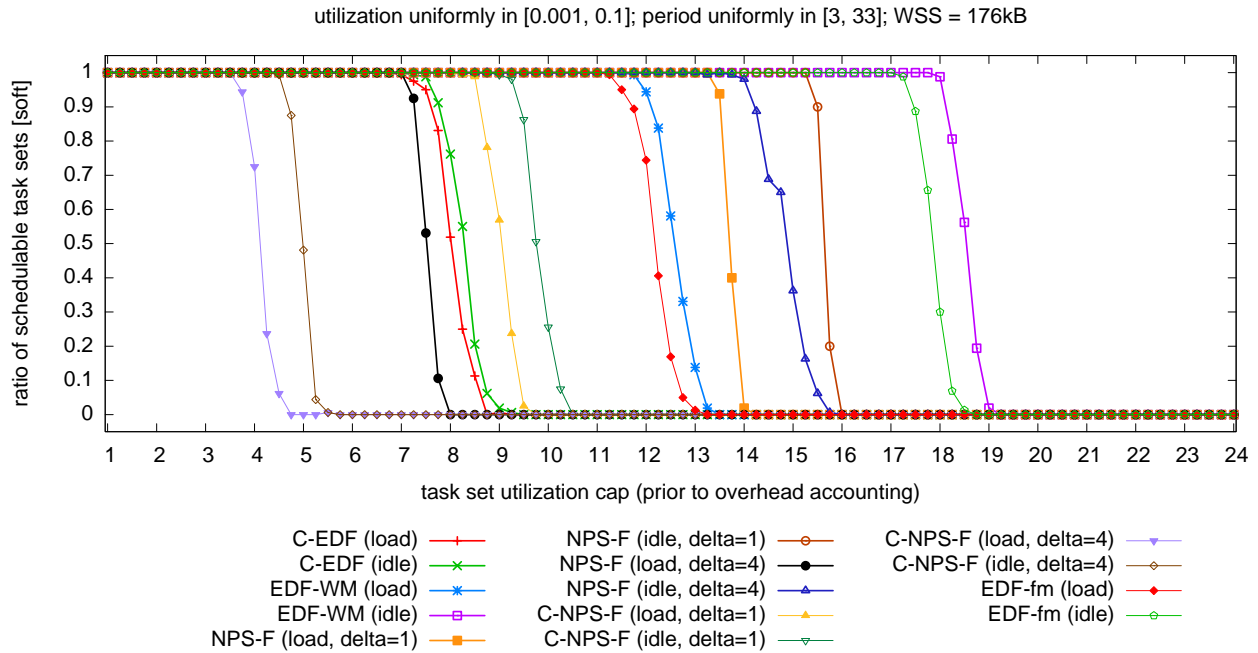 utilization uniformly in [0.001, 0.1]; period uniformly in [3, 33]; WSS = 176kB
ratio of schedulable task sets [soft]
1
0.9
0.8
0.7
0.6
0.5
0.4
0.3
0.2
0.1
0
1 2 3 4 5 6 7 8 9 10 11 12 13 14 15 16 17 18 19 20 21 22 23 24
task set utilization cap (prior to overhead accounting)
C-EDF (load)
C-EDF (idle)
EDF-WM (load)
EDF-WM (idle)
NPS-F (load, delta=1)
NPS-F (idle, delta=1)
NPS-F (load, delta=4)
NPS-F (idle, delta=4)
C-NPS-F (load, delta=1)
C-NPS-F (idle, delta=1)
C-NPS-F (load, delta=4)
C-NPS-F (idle, delta=4)
EDF-fm (load)
EDF-fm (idle)